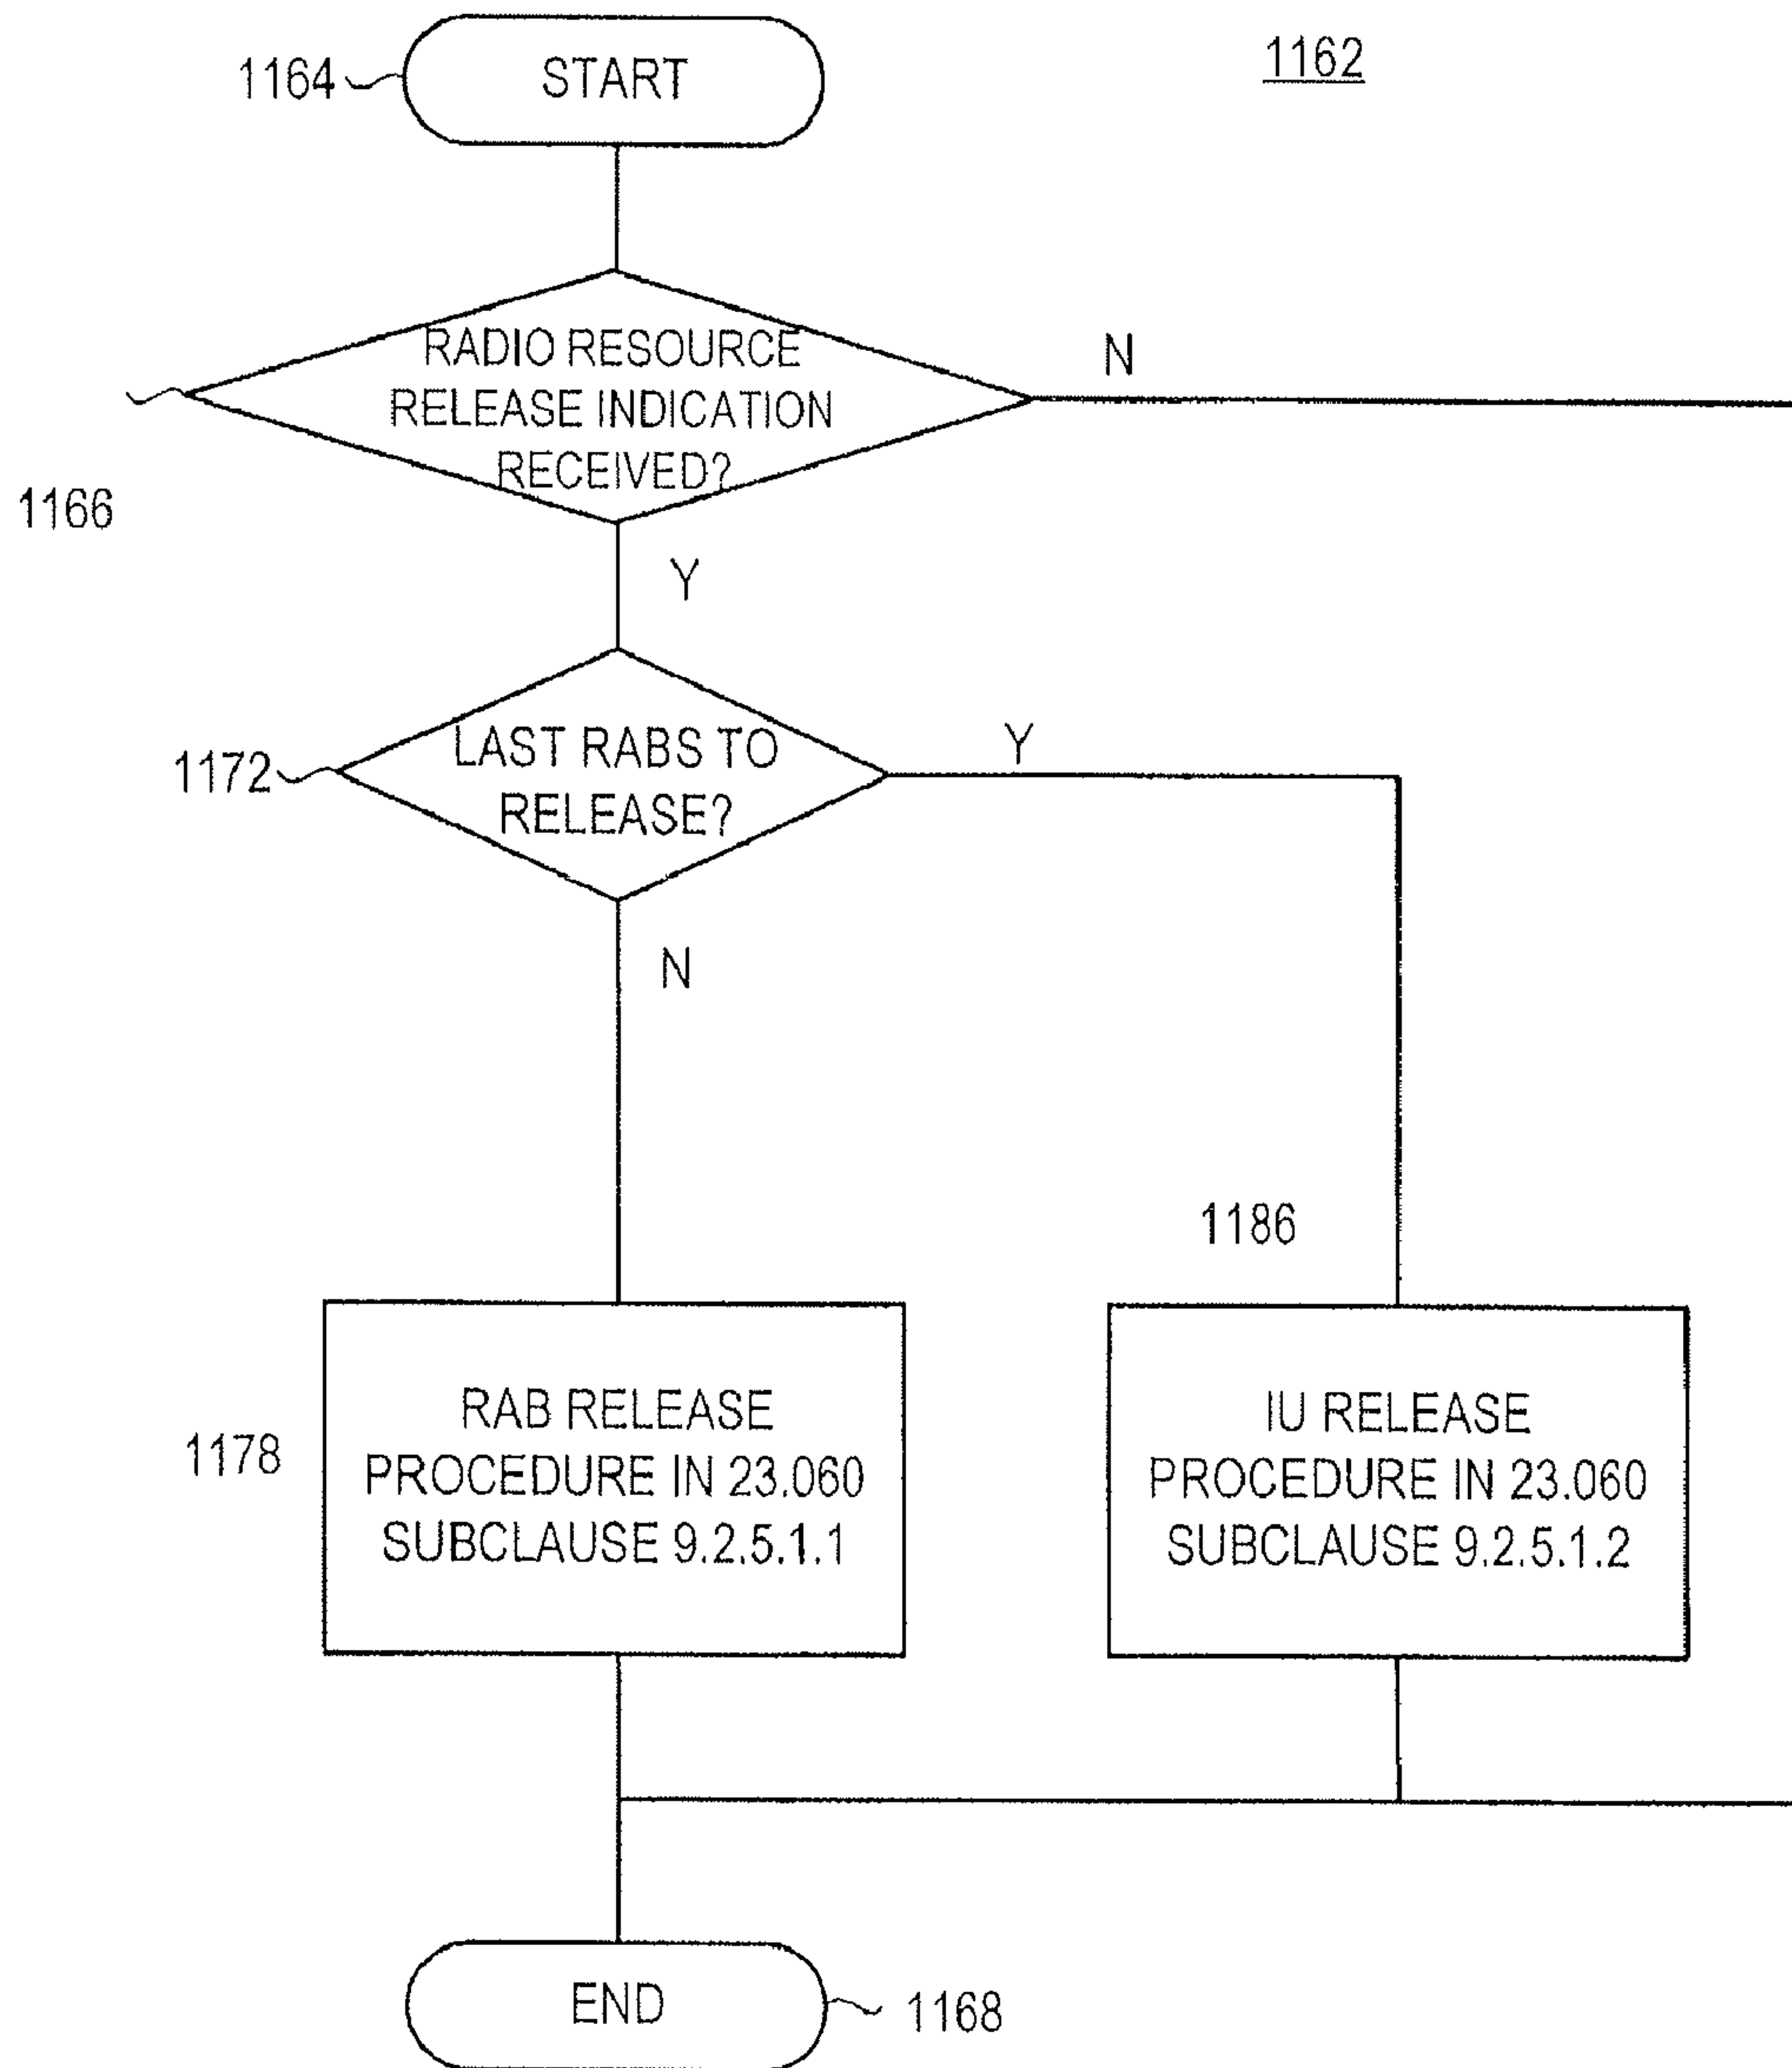 1162
1164
START
RADIO RESOURCE
RELEASE INDICATION
RECEIVED?
N
1166
Y
1172
LAST RABS TO
RELEASE?
Y
N
1186
1178
RAB RELEASE
PROCEDURE IN 23.060
SUBCLAUSE 9.2.5.1.1
IU RELEASE
PROCEDURE IN 23.060
SUBCLAUSE 9.2.5.1.2
END
1168